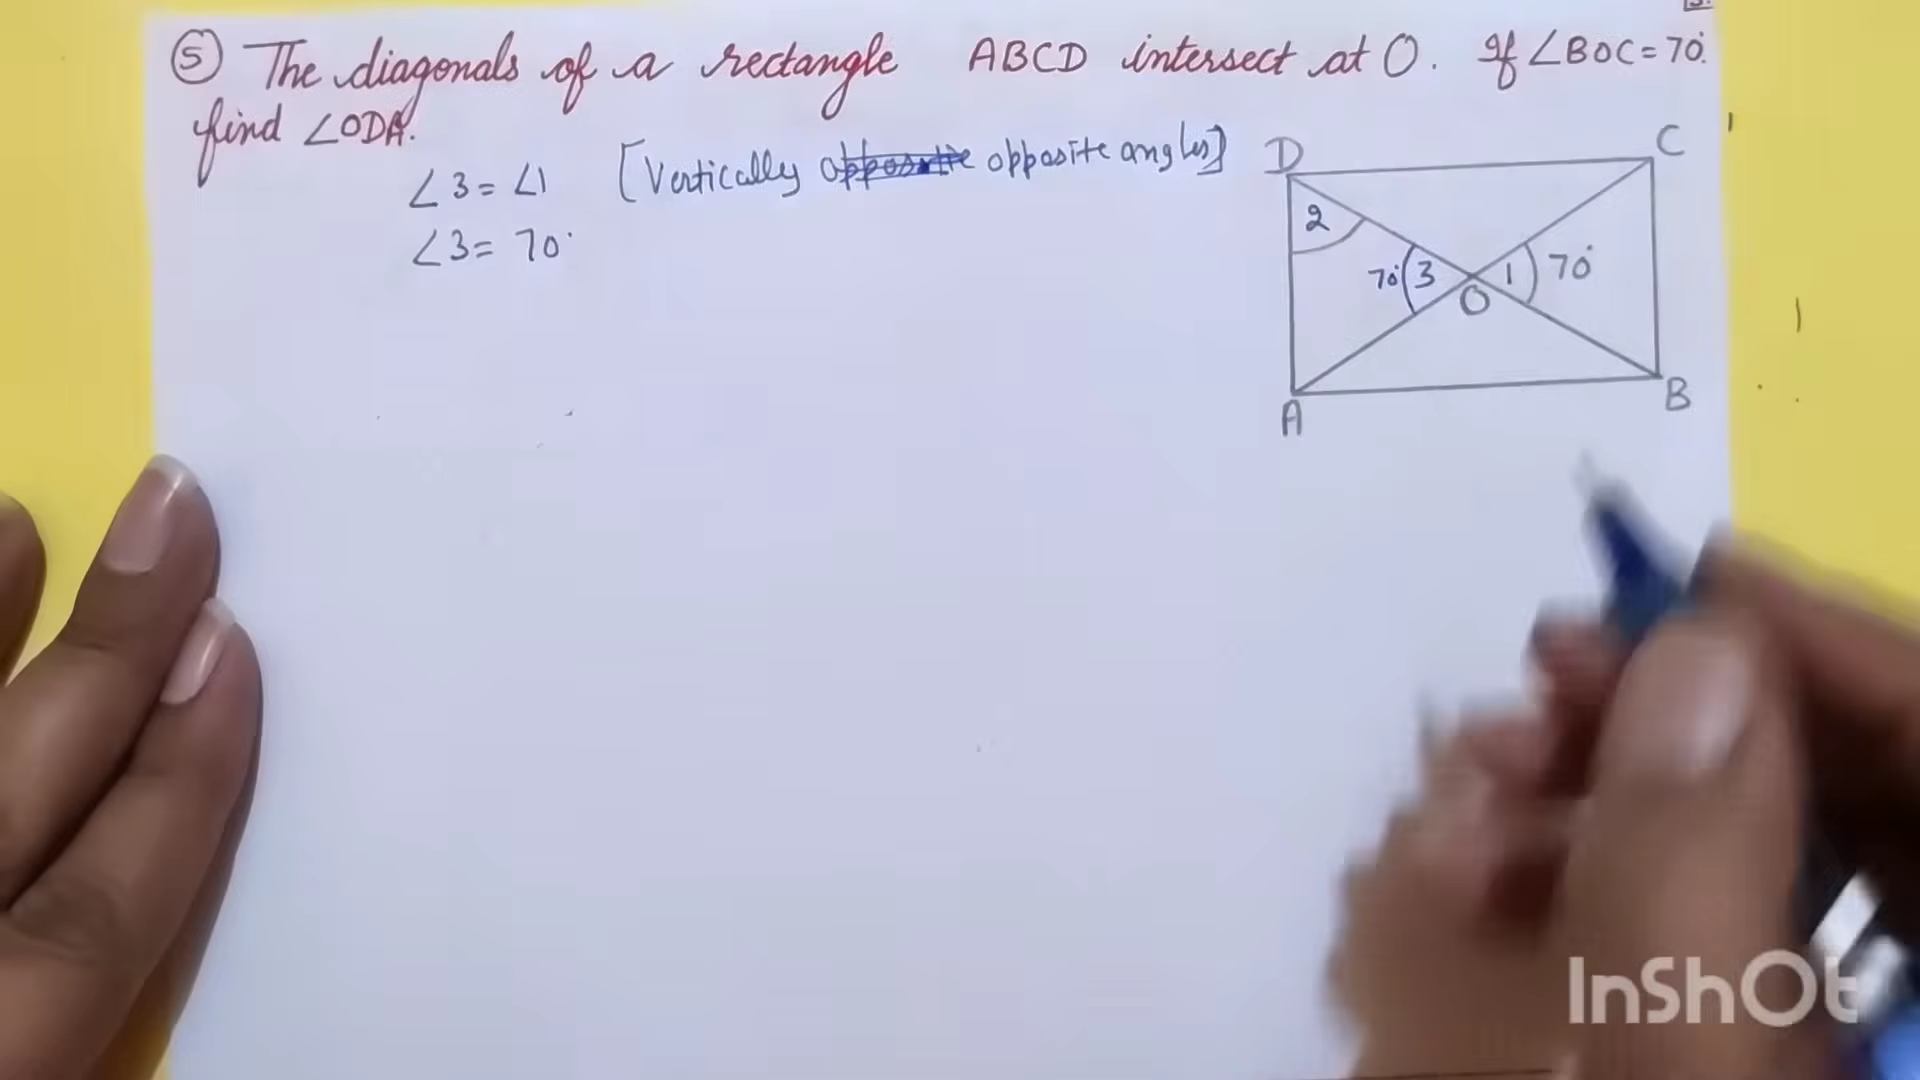 ⑤ The diagonals of a rectangle ABCD intersect at O. If ∠BOC = 70°.
find ∠ODA.
∠3 = ∠1 [Vertically opposite angles]
∠3 = 70°
D
C
2
70°
3
1
70°
O
A
B
InShOt